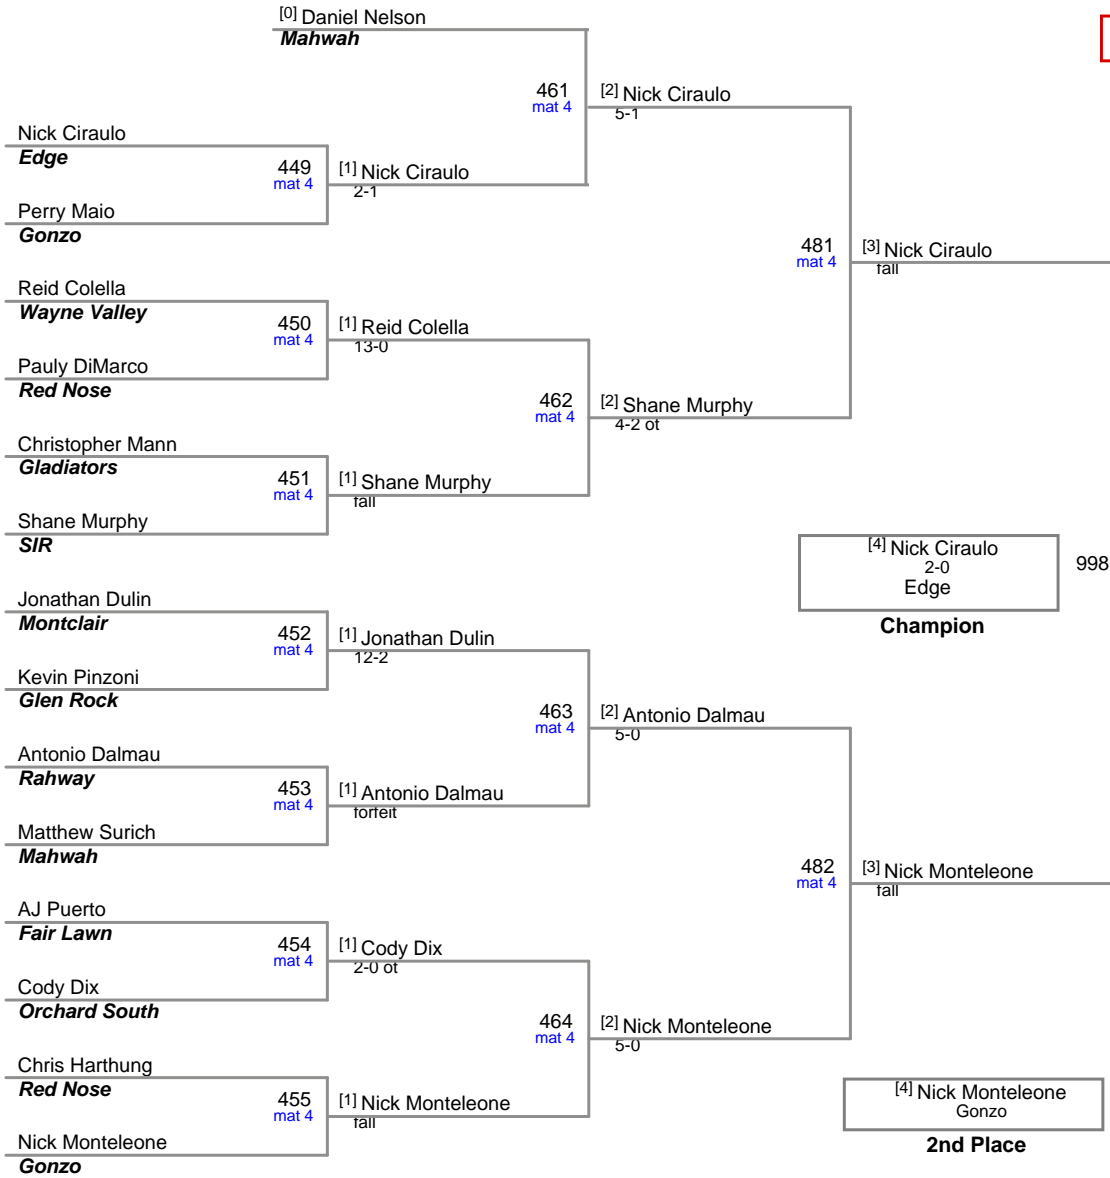 [0] Daniel Nelson
Mahwah
461
mat 4
[2] Nick Ciraulo
5-1
Nick Ciraulo
Edge
449
mat 4
[1] Nick Ciraulo
2-1
Perry Maio
Gonzo
481
mat 4
[3] Nick Ciraulo
fall
Reid Colella
Wayne Valley
450
mat 4
[1] Reid Colella
13-0
Pauly DiMarco
Red Nose
462
mat 4
[2] Shane Murphy
4-2 ot
Christopher Mann
Gladiators
451
mat 4
[1] Shane Murphy
fall
Shane Murphy
SIR
[4] Nick Ciraulo
2-0
Edge
998
Champion
Jonathan Dulin
Montclair
452
mat 4
[1] Jonathan Dulin
12-2
Kevin Pinzoni
Glen Rock
463
mat 4
[2] Antonio Dalmau
5-0
Antonio Dalmau
Rahway
453
mat 4
[1] Antonio Dalmau
forfeit
Matthew Surich
Mahwah
482
mat 4
[3] Nick Monteleone
fall
AJ Puerto
Fair Lawn
454
mat 4
[1] Cody Dix
2-0 ot
Cody Dix
Orchard South
464
mat 4
[2] Nick Monteleone
5-0
Chris Harthung
Red Nose
455
mat 4
[1] Nick Monteleone
fall
Nick Monteleone
Gonzo
[4] Nick Monteleone
Gonzo
2nd Place